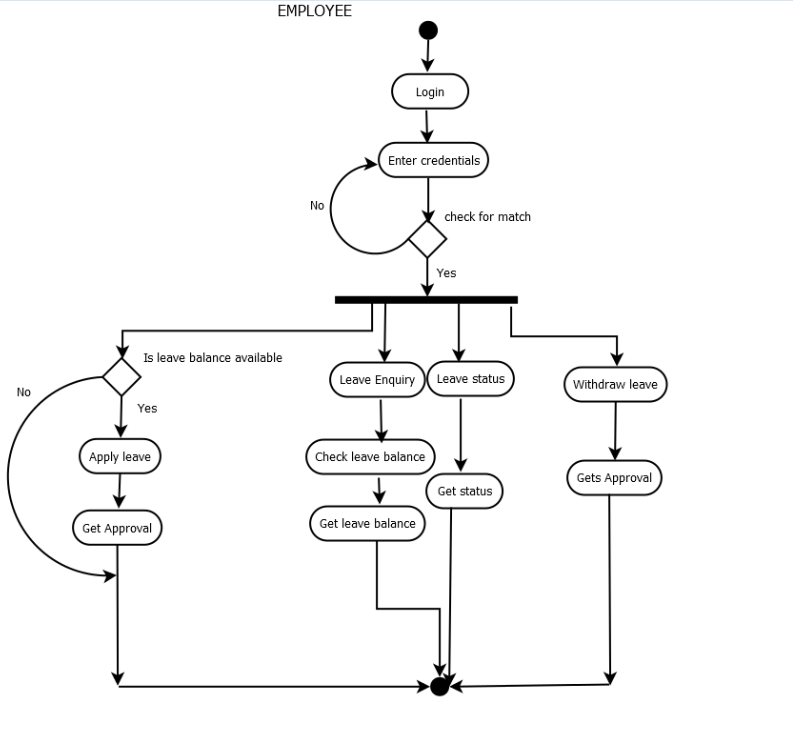 EMPLOYEE
Login
Enter credentials
No
check for match
Yes
Is leave balance available
No
Yes
Apply leave
Get Approval
Leave Enquiry
Check leave balance
Get leave balance
Leave status
Get status
Withdraw leave
Gets Approval